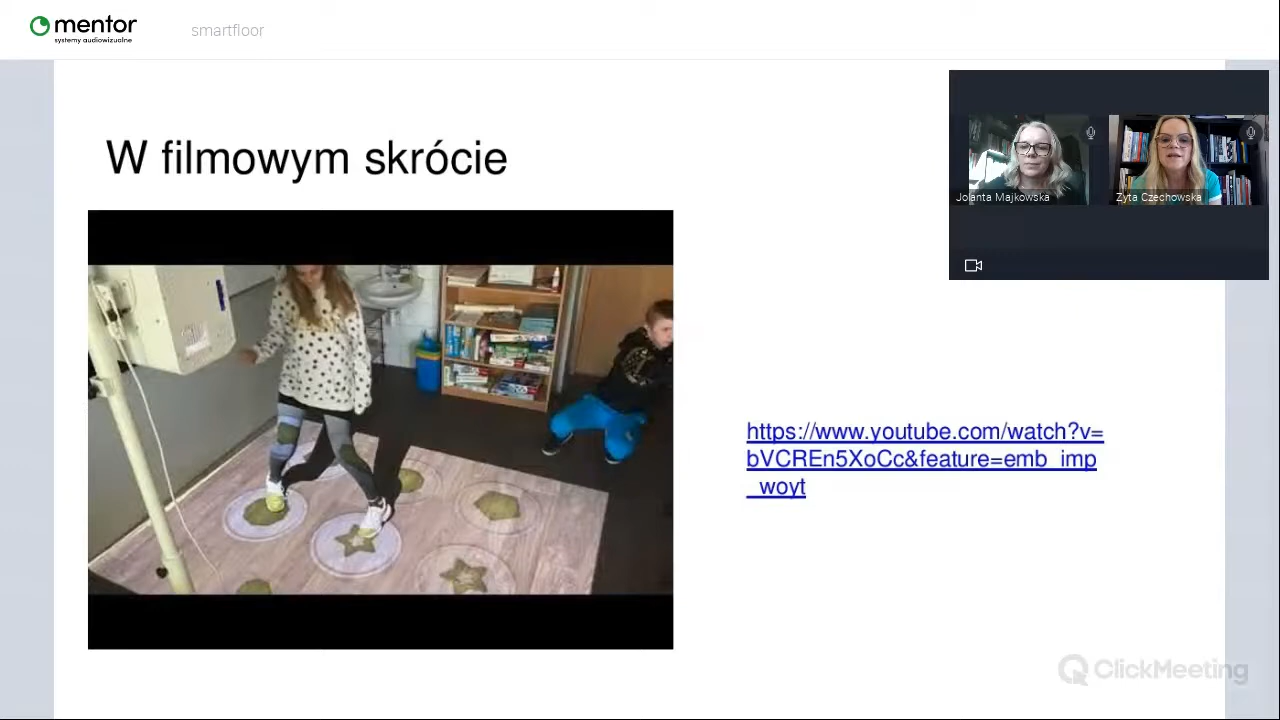 mentor
systemy audiowizualne
smartfloor
W filmowym skrócie
Jolanta Majkowska
Zyta Czechowska
https://www.youtube.com/watch?v=
bVCREn5XoCc&feature=emb_imp
_woyt
ClickMeeting